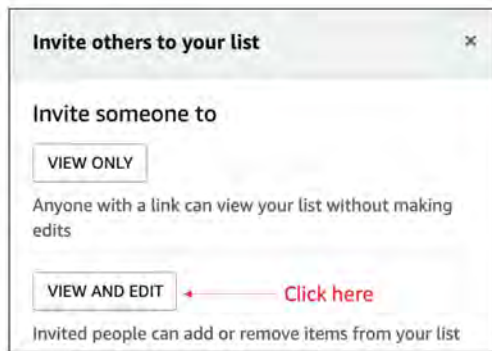 Invite others to your list ×
Invite someone to
VIEW ONLY
Anyone with a link can view your list without making
edits
VIEW AND EDIT Click here
Invited people can add or remove items from your list